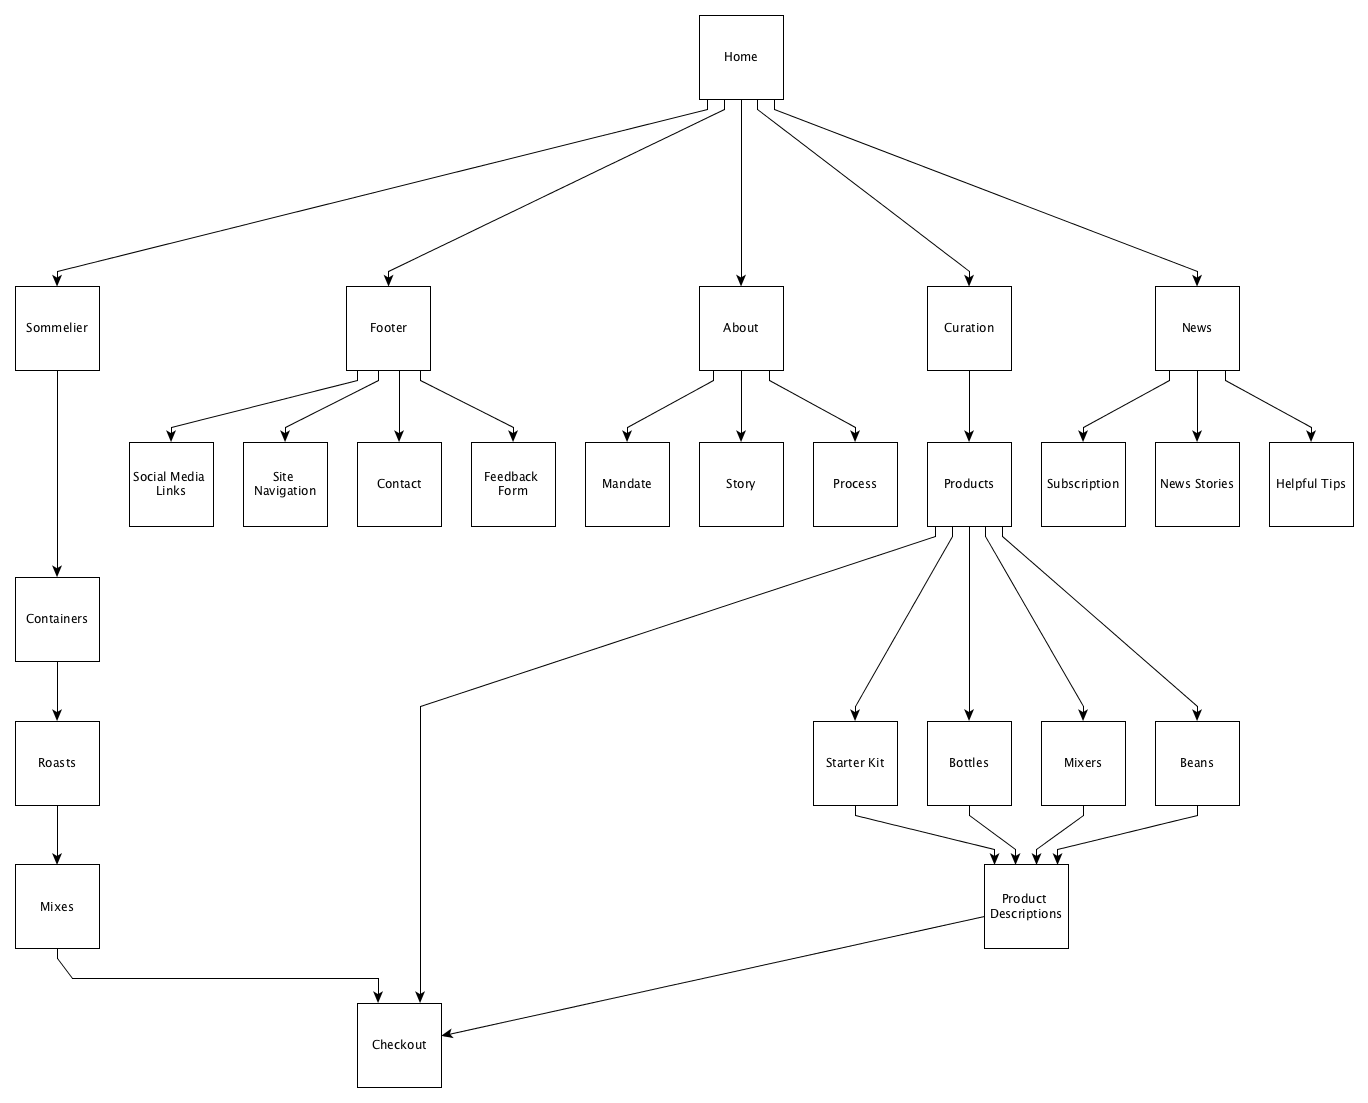 Home
Sommelier
Footer
About
Curation
News
Social Media
Links
Site
Navigation
Contact
Feedback
Form
Mandate
Story
Process
Products
Subscription
News Stories
Helpful Tips
Containers
Roasts
Starter Kit
Bottles
Mixers
Beans
Mixes
Product
Descriptions
Checkout